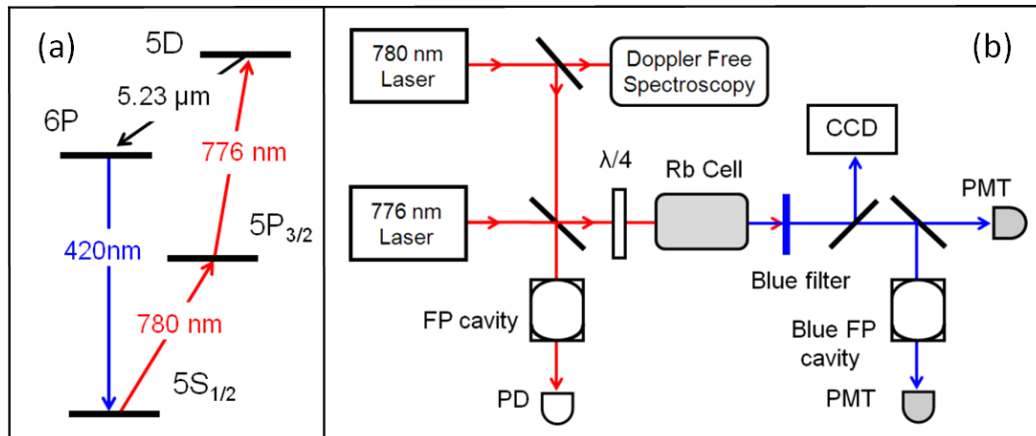 (a)
5D
5.23 µm
6P
776 nm
5P3/2
420nm
780 nm
5S1/2
(b)
780 nm
Laser
Doppler Free
Spectroscopy
CCD
λ/4
Rb Cell
PMT
776 nm
Laser
Blue filter
FP cavity
Blue FP
cavity
PD
PMT